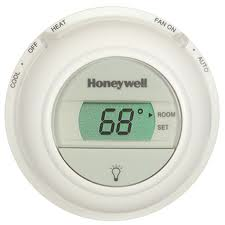 COOL OFF HEAT
FAN ON AUTO
Honeywell
68°
ROOM
SET